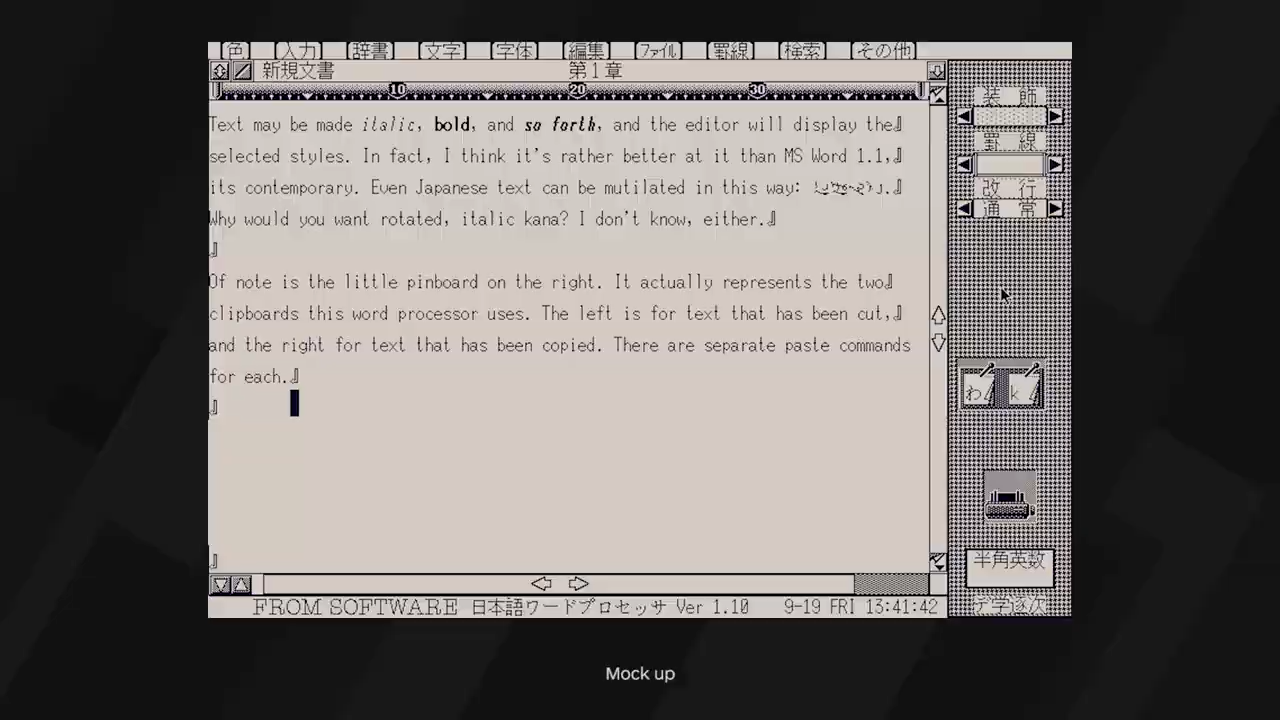 色 入力 辞書 文字 字体 編集 ファイル 罫線 検索 その他
新規文書 第1章
10 20 30
Text may be made italic, bold, and so forth, and the editor will display the
selected styles. In fact, I think it's rather better at it than MS Word 1.1,
its contemporary. Even Japanese text can be mutilated in this way:
Why would you want rotated, italic kana? I don't know, either.
Of note is the little pinboard on the right. It actually represents the two
clipboards this word processor uses. The left is for text that has been cut,
and the right for text that has been copied. There are separate paste commands
for each.
装飾
罫線
改行
通常
わ k
半角英数
デ学逐次
FROM SOFTWARE 日本語ワードプロセッサ Ver 1.10 9-19 FRI 13:41:42
Mock up